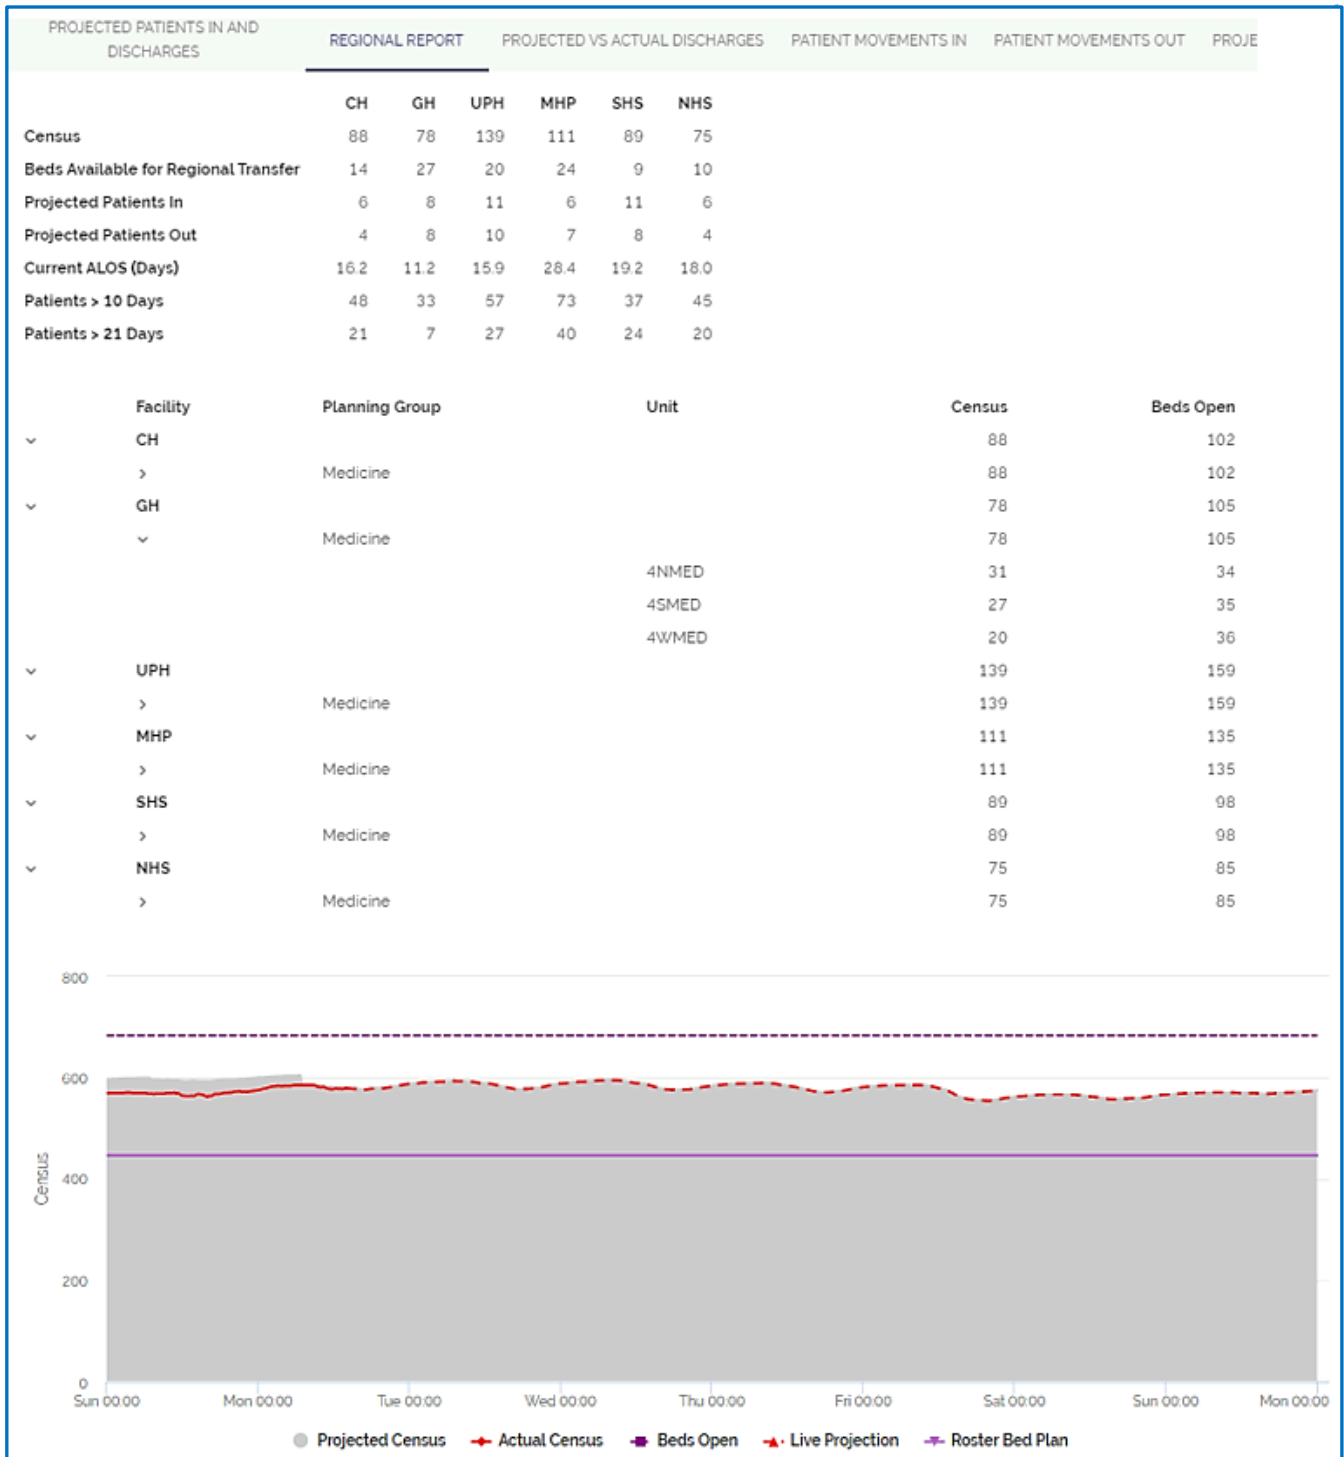 PROJECTED PATIENTS IN AND
DISCHARGES
REGIONAL REPORT PROJECTED VS ACTUAL DISCHARGES PATIENT MOVEMENTS IN PATIENT MOVEMENTS OUT PROJE
CH GH UPH MHP SHS NHS
Census 88 78 139 111 89 75
Beds Available for Regional Transfer 14 27 20 24 9 10
Projected Patients In 6 8 11 6 11 6
Projected Patients Out 4 8 10 7 8 4
Current ALOS (Days) 16.2 11.2 15.9 28.4 19.2 18.0
Patients > 10 Days 48 33 57 73 37 45
Patients > 21 Days 21 7 27 40 24 20
Facility Planning Group Unit Census Beds Open
CH 88 102
Medicine 88 102
GH 78 105
Medicine 78 105
4NMED 31 34
4SMED 27 35
4WMED 20 36
UPH 139 159
Medicine 139 159
MHP 111 135
Medicine 111 135
SHS 89 98
Medicine 89 98
NHS 75 85
Medicine 75 85
800
600
400
200
0
Census
Sun 00:00 Mon 00:00 Tue 00:00 Wed 00:00 Thu 00:00 Fri 00:00 Sat 00:00 Sun 00:00 Mon 00:00
Projected Census Actual Census Beds Open Live Projection Roster Bed Plan